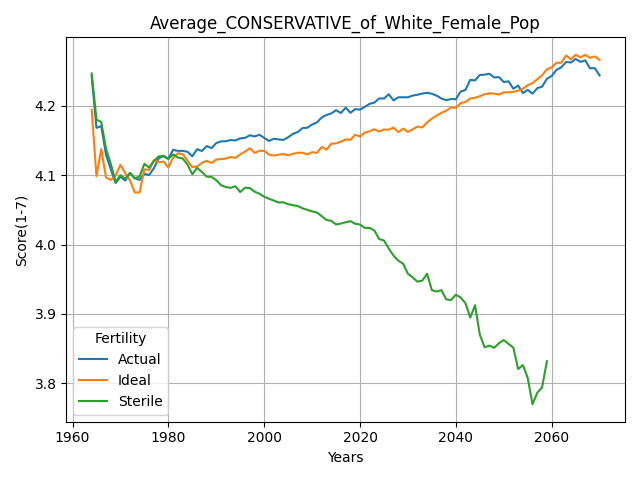 Average_CONSERVATIVE_of_White_Female_Pop
Score(1-7)
4.2
4.1
4.0
3.9
3.8
Fertility
Actual
Ideal
Sterile
1960 1980 2000 2020 2040 2060
Years